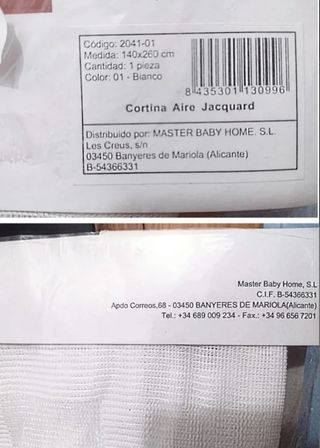 Código: 2041-01
Medida: 140x260 cm
Cantidad: 1 pieza
Color: 01 - Blanco
8 435301 130996
Cortina Aire Jacquard
Distribuido por: MASTER BABY HOME, S.L.
Les Creus, s/n
03450 Banyeres de Mariola (Alicante)
B-54366331
Master Baby Home, S.L
C.I.F. B-54366331
Apdo Correos,68 - 03450 BANYERES DE MARIOLA(Alicante)
Tel.: +34 689 009 234 - Fax.: +34 96 656 7201